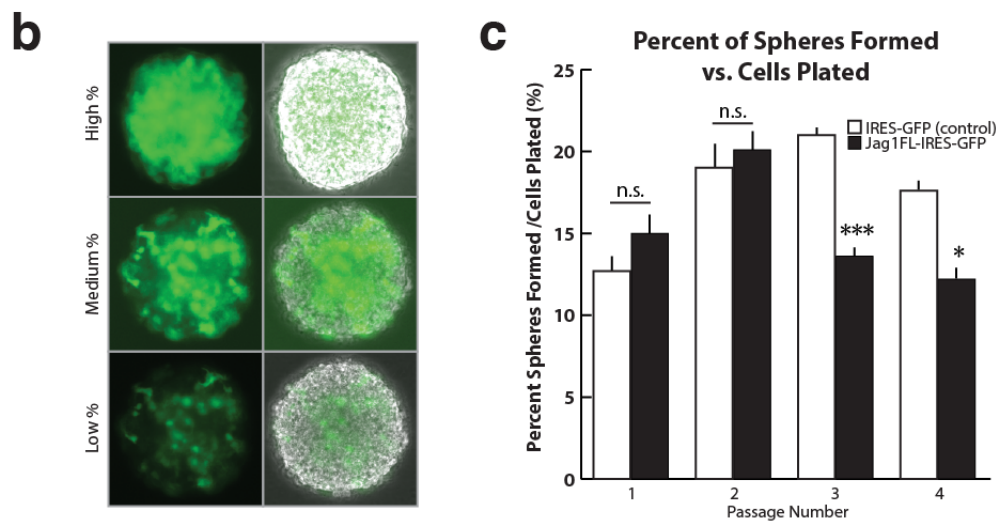 b
High %
Medium %
Low %
c
Percent of Spheres Formed
vs. Cells Plated
Percent Spheres Formed /Cells Plated (%)
25
20
15
10
5
0
n.s.
n.s.
***
*
IRES-GFP (control)
Jag1FL-IRES-GFP
1
2
3
4
Passage Number